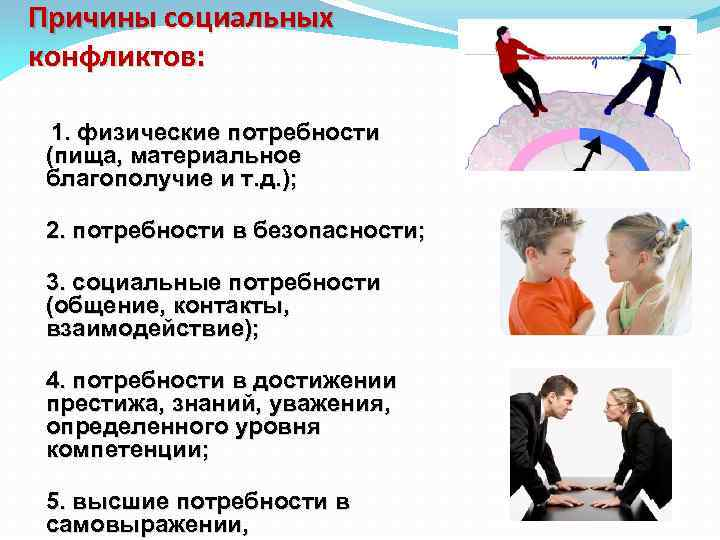 Причины социальных
конфликтов:
1. физические потребности
(пища, материальное
благополучие и т.д.);
2. потребности в безопасности;
3. социальные потребности
(общение, контакты,
взаимодействие);
4. потребности в достижении
престижа, знаний, уважения,
определенного уровня
компетенции;
5. высшие потребности в
самовыражении,